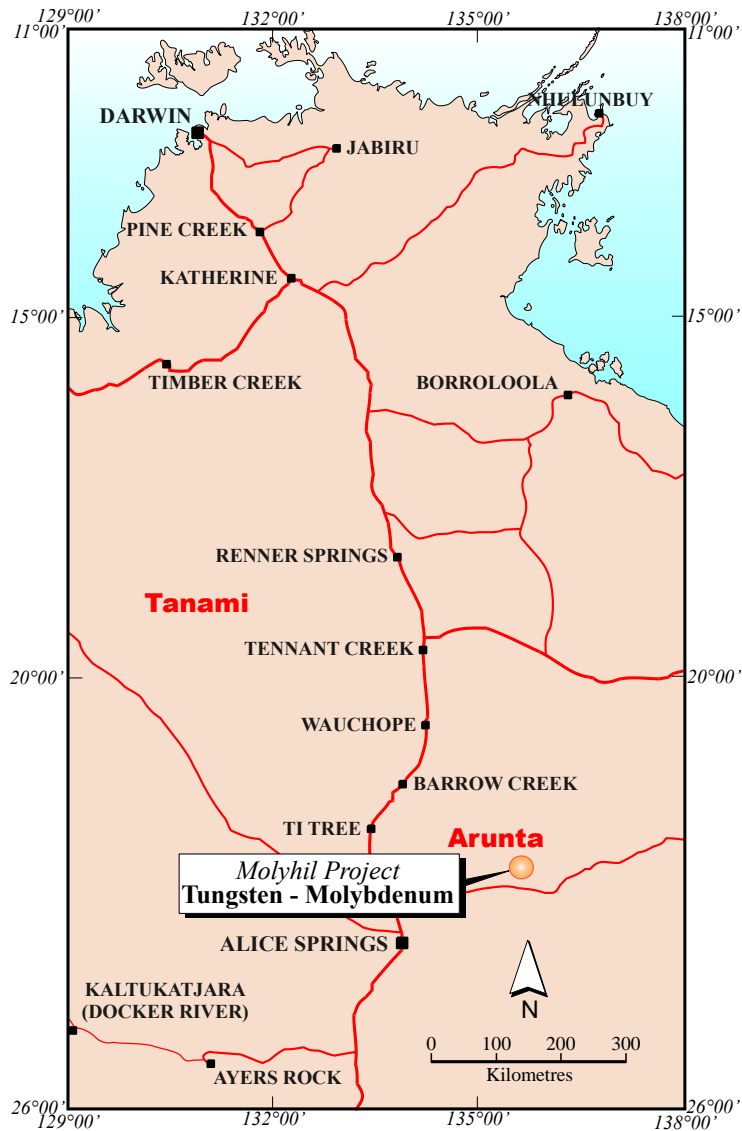 129°00'
132°00'
135°00'
138°00'
11°00'
11°00'
NHULUNBUY
DARWIN
JABIRU
PINE CREEK
KATHERINE
15°00'
15°00'
TIMBER CREEK
BORROLOOLA
RENNER SPRINGS
Tanami
TENNANT CREEK
20°00'
20°00'
WAUCHOPE
BARROW CREEK
TI TREE
Arunta
Molyhil Project
Tungsten - Molybdenum
ALICE SPRINGS
KALTUKATJARA
(DOCKER RIVER)
N
0 100 200 300
Kilometres
AYERS ROCK
26°00'
26°00'
129°00'
132°00'
135°00'
138°00'